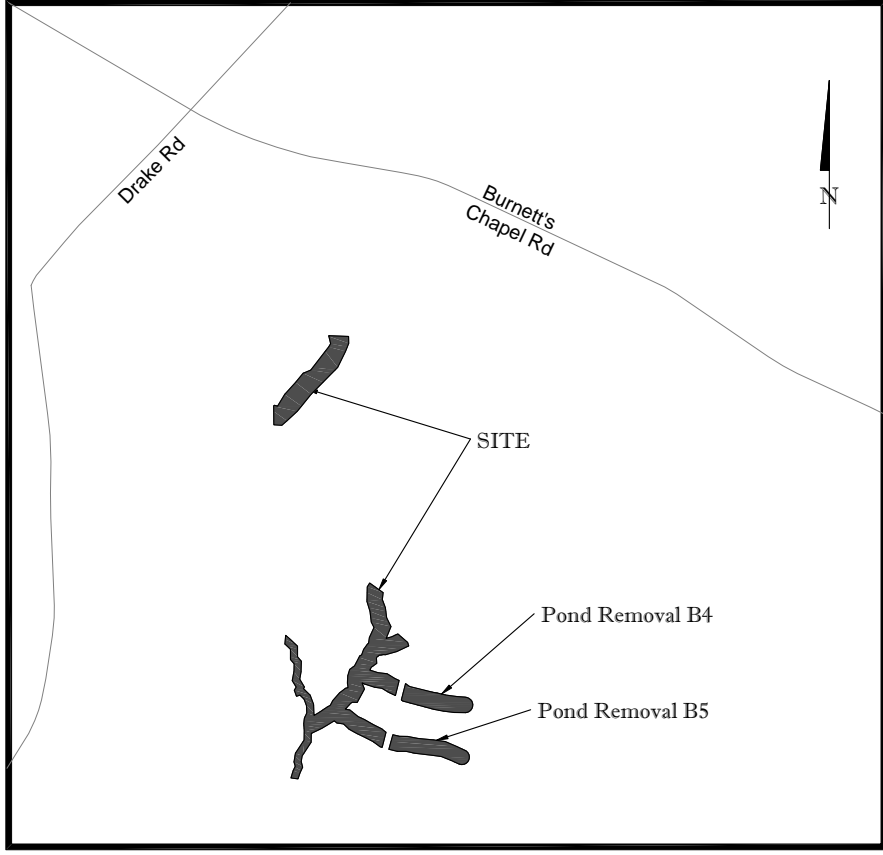 Drake Rd
Burnett's
Chapel Rd
N
SITE
Pond Removal B4
Pond Removal B5